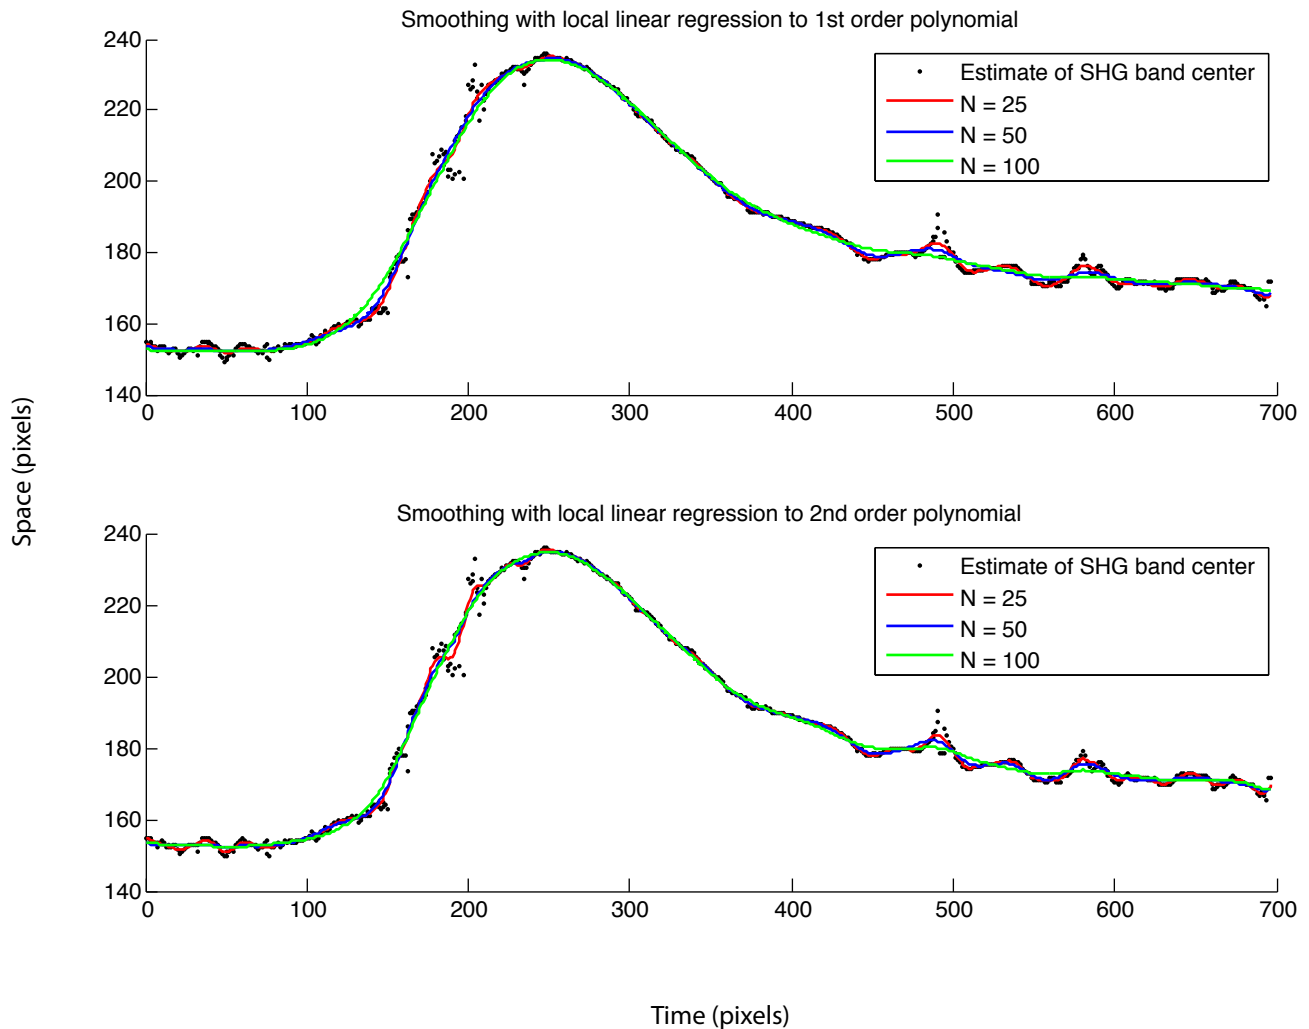 Smoothing with local linear regression to 1st order polynomial
240
220
200
180
160
140
0 100 200 300 400 500 600 700
Estimate of SHG band center
N = 25
N = 50
N = 100
Space (pixels)
Smoothing with local linear regression to 2nd order polynomial
240
220
200
180
160
140
0 100 200 300 400 500 600 700
Estimate of SHG band center
N = 25
N = 50
N = 100
Time (pixels)